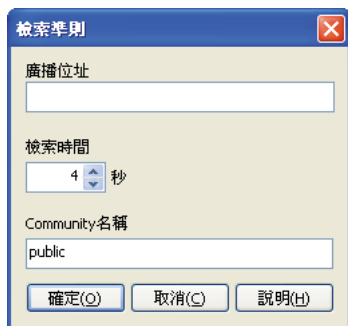 檢索準則
廣播位址
檢索時間
4 秒
Community名稱
public
確定(O) 取消(C) 說明(H)